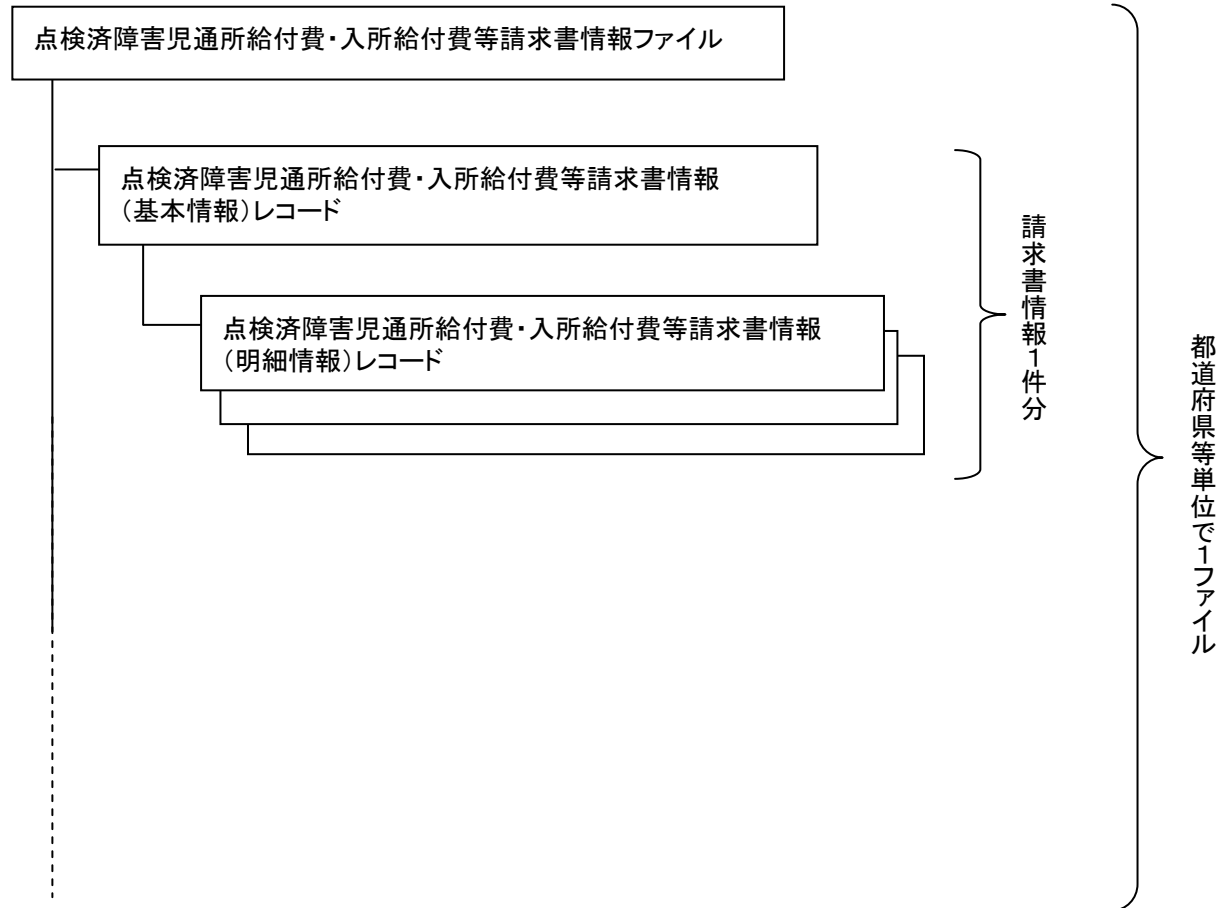 点検済障害児通所給付費・入所給付費等請求書情報ファイル
点検済障害児通所給付費・入所給付費等請求書情報
（基本情報）レコード
点検済障害児通所給付費・入所給付費等請求書情報
（明細情報）レコード
請求書情報１件分
都道府県等単位で１ファイル